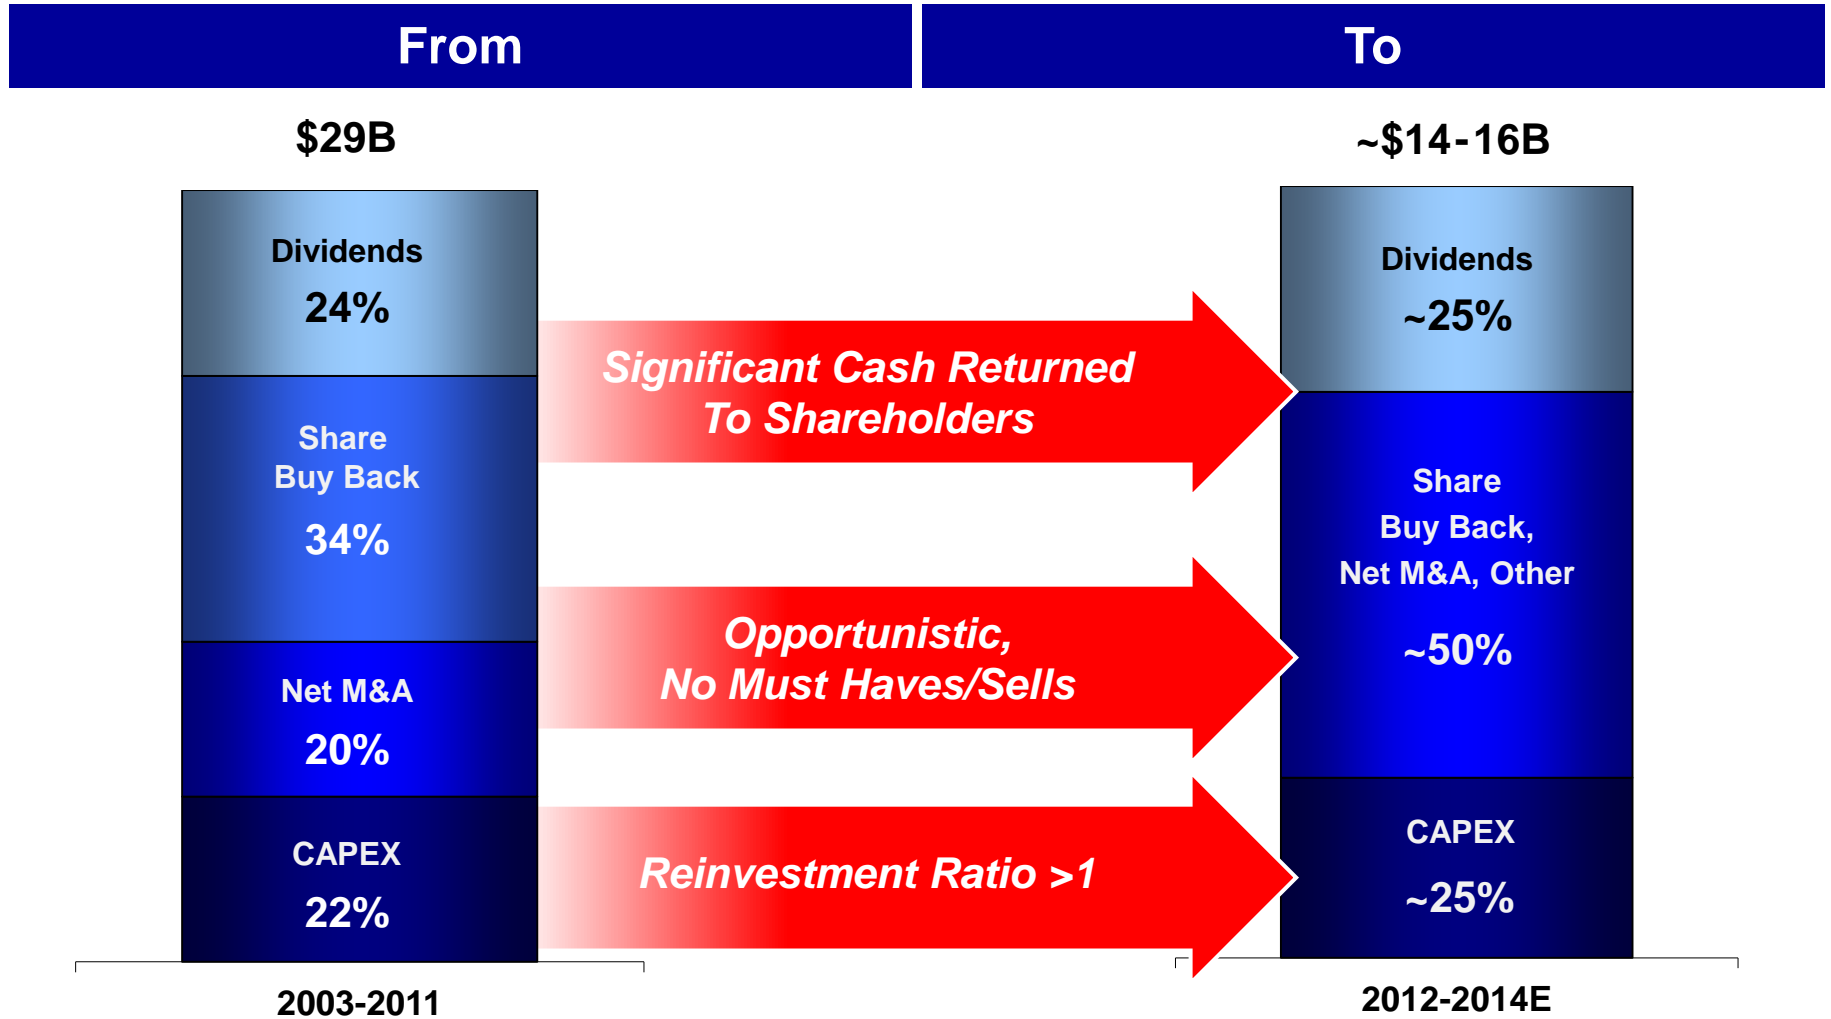 From
To
$29B
~$14-16B
Dividends
24%
Share
Buy Back
34%
Net M&A
20%
CAPEX
22%
2003-2011
Significant Cash Returned
To Shareholders
Opportunistic,
No Must Haves/Sells
Reinvestment Ratio >1
Dividends
~25%
Share
Buy Back,
Net M&A, Other
~50%
CAPEX
~25%
2012-2014E